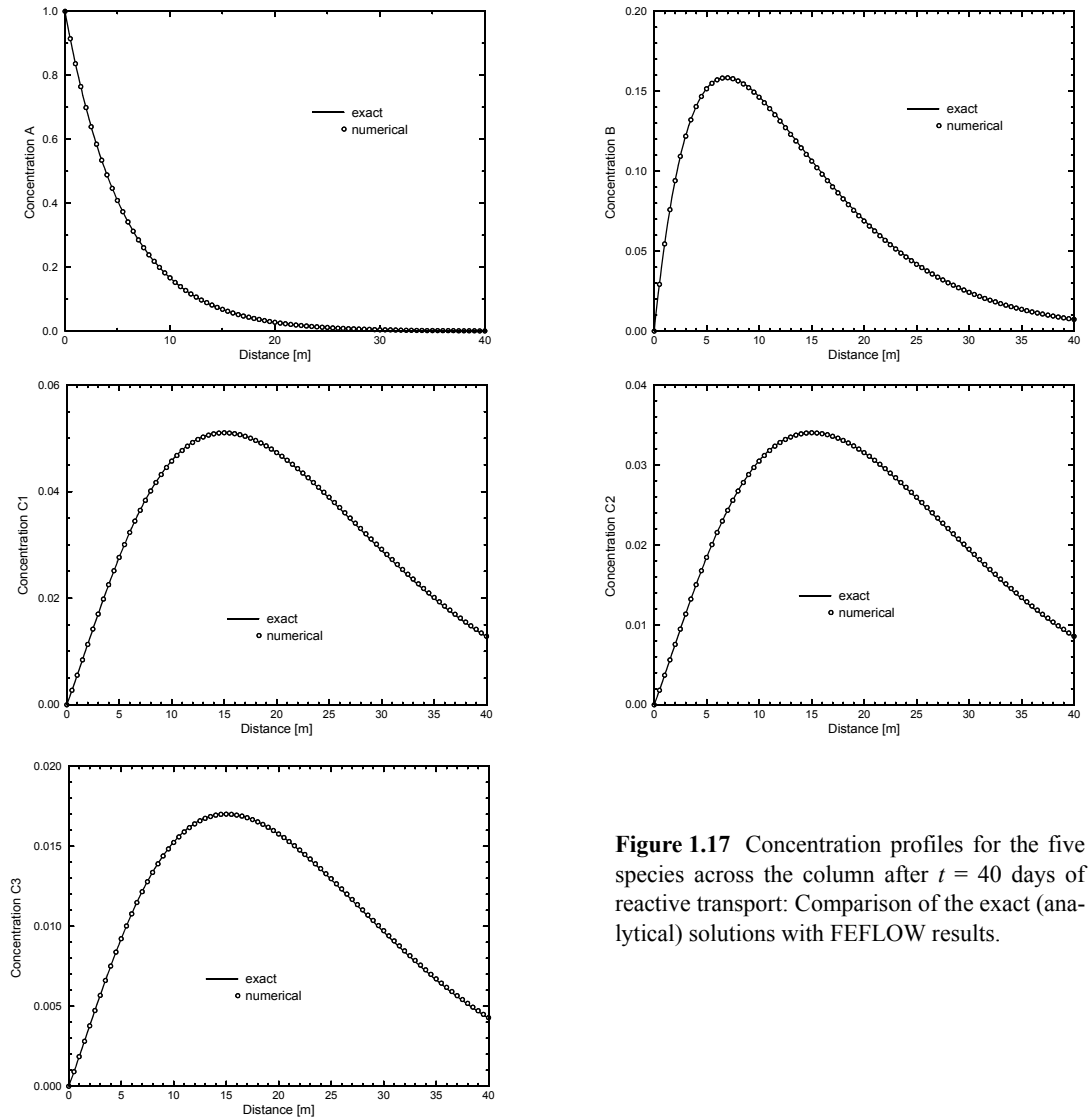 1.0
0.8
0.6
0.4
0.2
0.0
Concentration A
exact
numerical
0 10 20 30 40
Distance [m]
0.20
0.15
0.10
0.05
0.00
Concentration B
exact
numerical
0 5 10 15 20 25 30 35 40
Distance [m]
0.06
0.04
0.02
0.00
Concentration C1
exact
numerical
0 5 10 15 20 25 30 35 40
Distance [m]
0.04
0.03
0.02
0.01
0.00
Concentration C2
exact
numerical
0 5 10 15 20 25 30 35 40
Distance [m]
0.020
0.015
0.010
0.005
0.000
Concentration C3
exact
numerical
0 5 10 15 20 25 30 35 40
Distance [m]
Figure 1.17 Concentration profiles for the five
species across the column after t = 40 days of
reactive transport: Comparison of the exact (ana-
lytical) solutions with FEFLOW results.